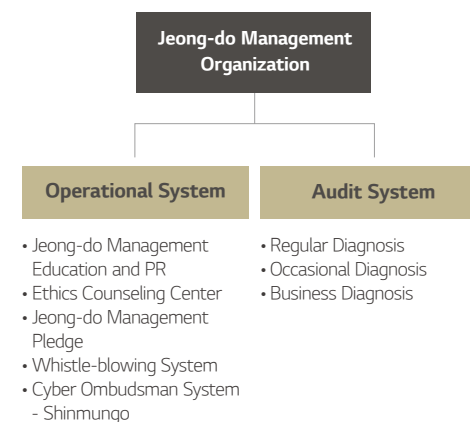 Jeong-do Management
Organization
Operational System
• Jeong-do Management
Education and PR
• Ethics Counseling Center
• Jeong-do Management
Pledge
• Whistle-blowing System
• Cyber Ombudsman System
- Shinmungo
Audit System
• Regular Diagnosis
• Occasional Diagnosis
• Business Diagnosis